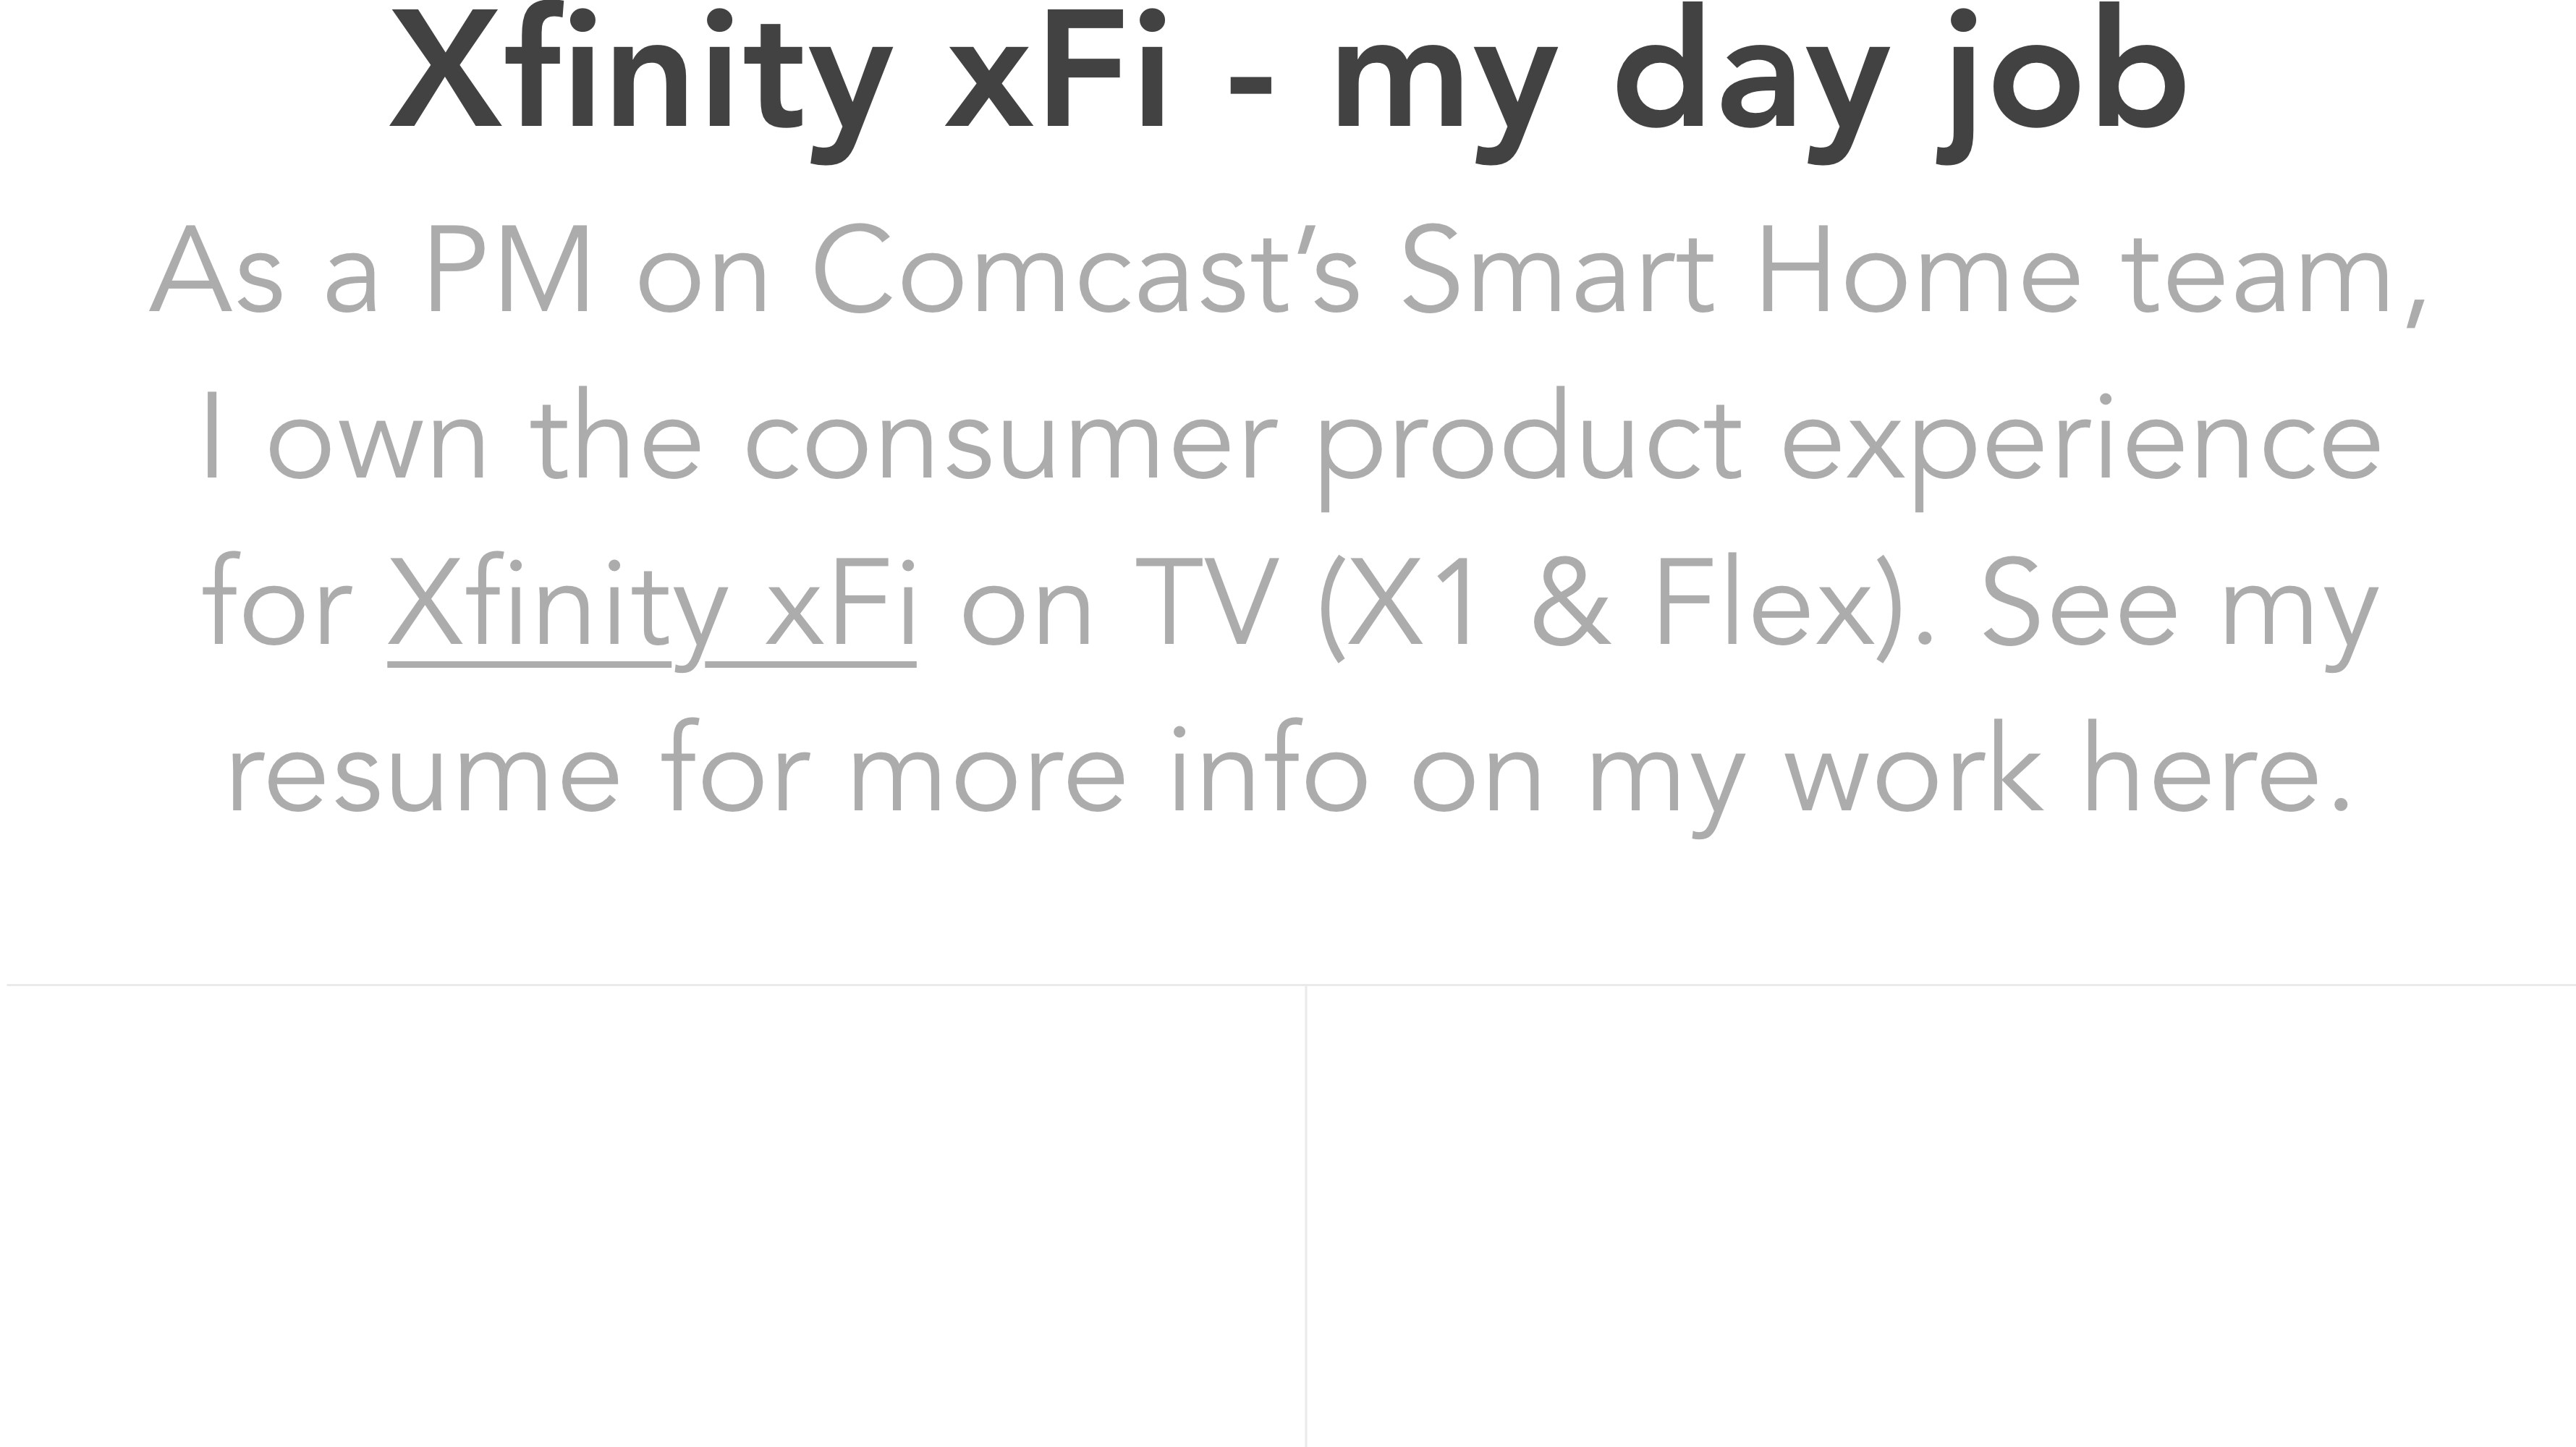 Xfinity xFi - my day job
As a PM on Comcast’s Smart Home team,
I own the consumer product experience
for Xfinity xFi on TV (X1 & Flex). See my
resume for more info on my work here.